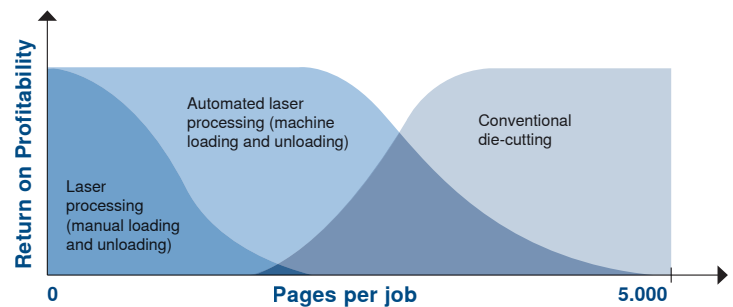 Return on Profitability
Automated laser
processing (machine
loading and unloading)
Conventional
die-cutting
Laser
processing
(manual loading
and unloading)
0
Pages per job
5.000